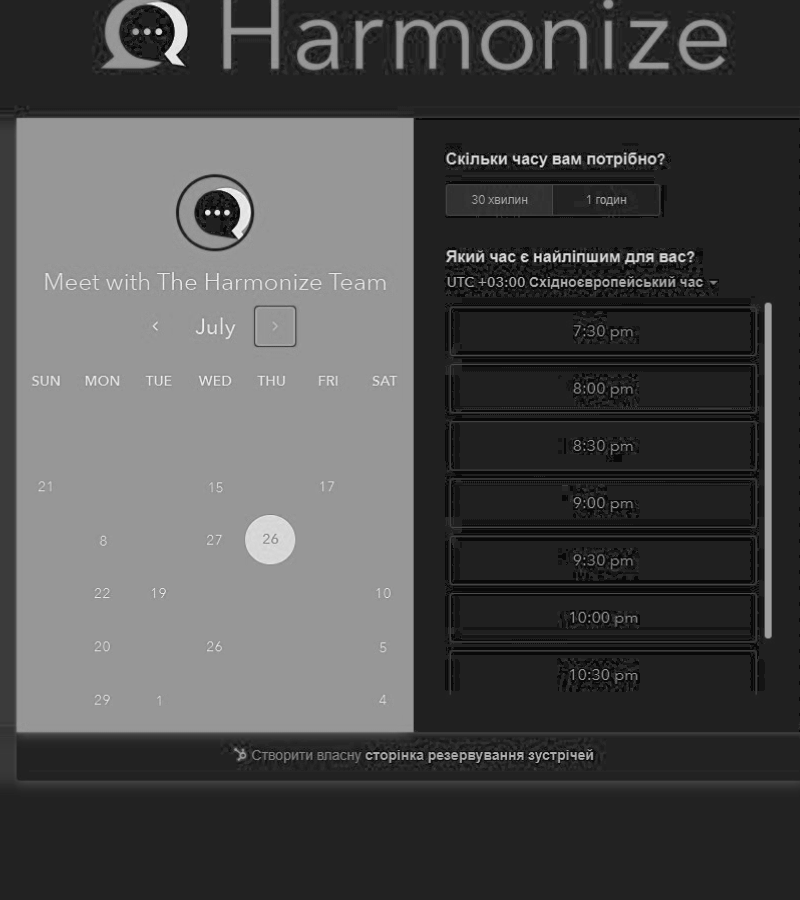 Harmonize
Meet with The Harmonize Team
July
SUN MON TUE WED THU FRI SAT
21 15 17
8 27 26
22 19 10
20 26 5
29 1 4
Скільки часу вам потрібно?
30 хвилин 1 годин
Який час є найліпшим для вас?
UTC +03:00 Східноєвропейський час
7:30 pm
8:00 pm
8:30 pm
9:00 pm
9:30 pm
10:00 pm
10:30 pm
Створити власну сторінка резервування зустрічей